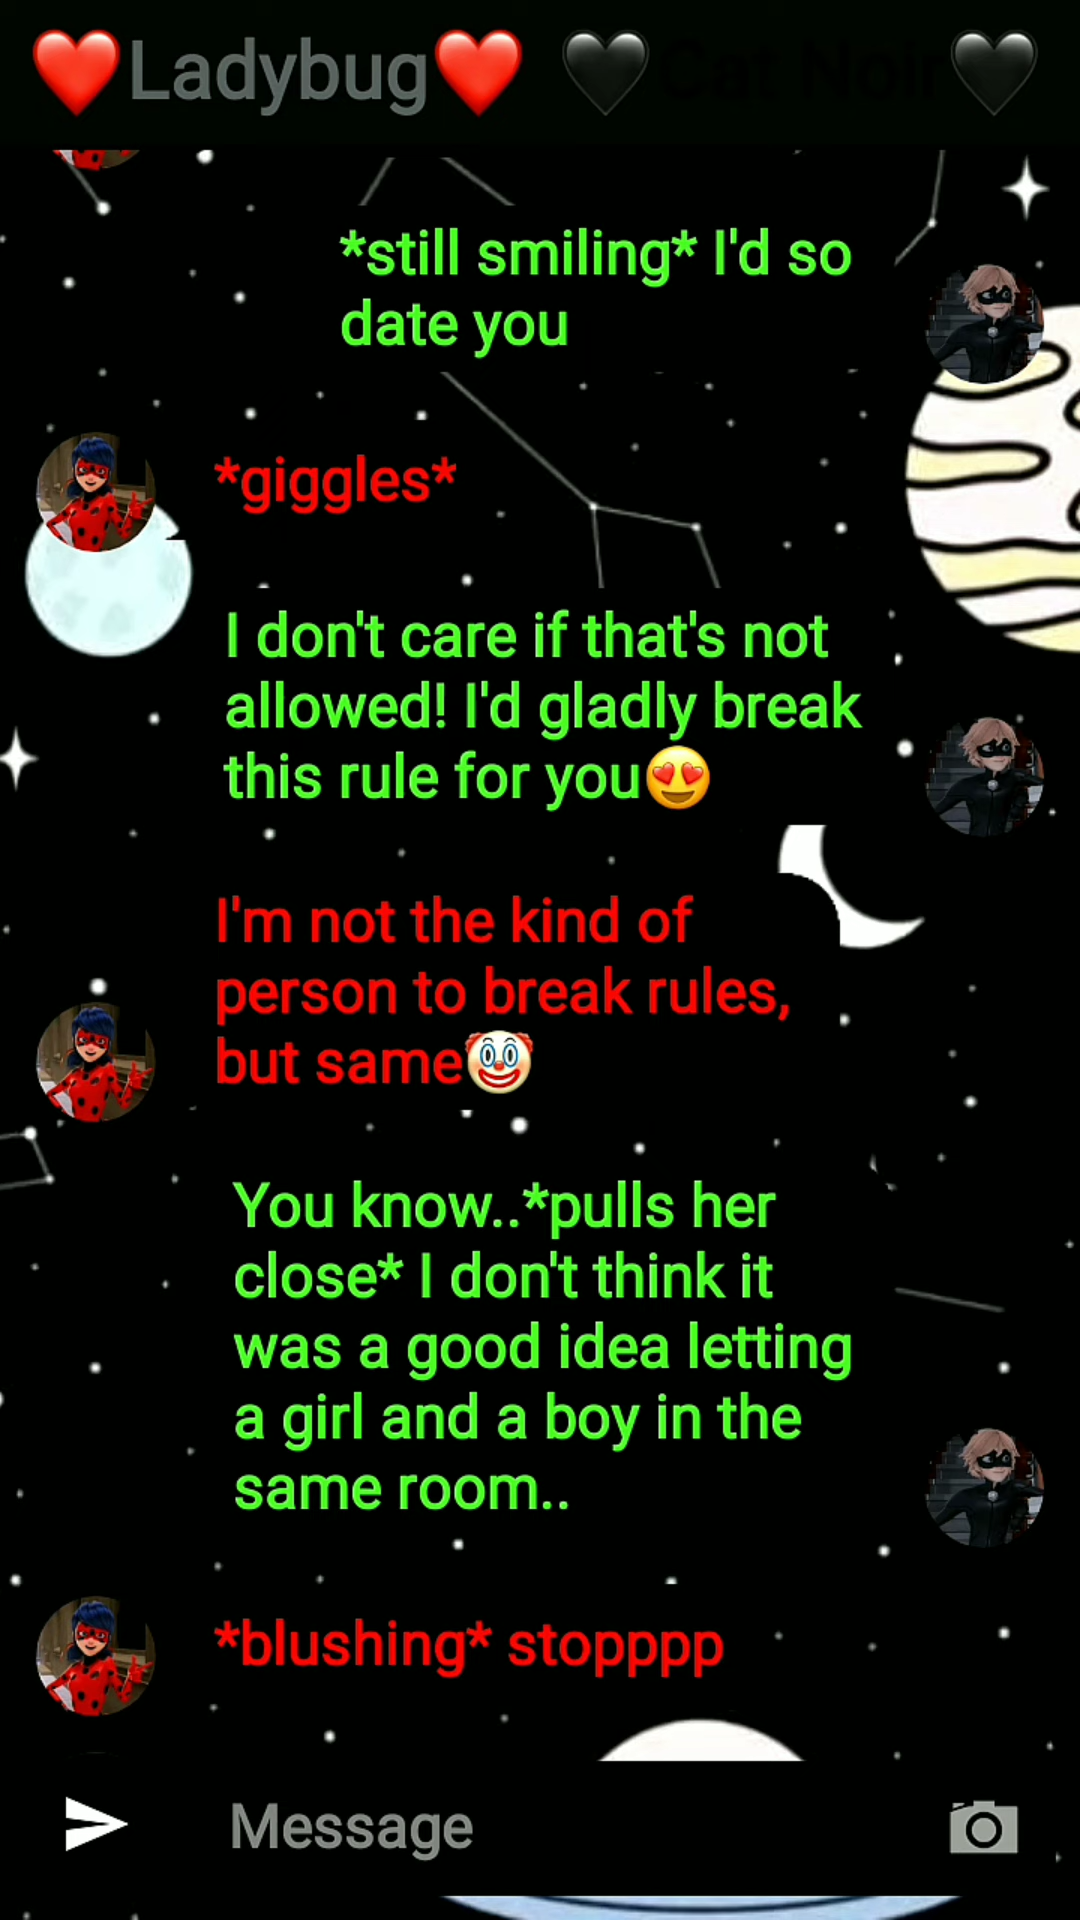 ❤️Ladybug❤️ 🖤Cat Noir🖤
*still smiling* I'd so
date you
*giggles*
I don't care if that's not
allowed! I'd gladly break
this rule for you😍
I'm not the kind of
person to break rules,
but same🤡
You know..*pulls her
close* I don't think it
was a good idea letting
a girl and a boy in the
same room..
*blushing* stopppp
Message